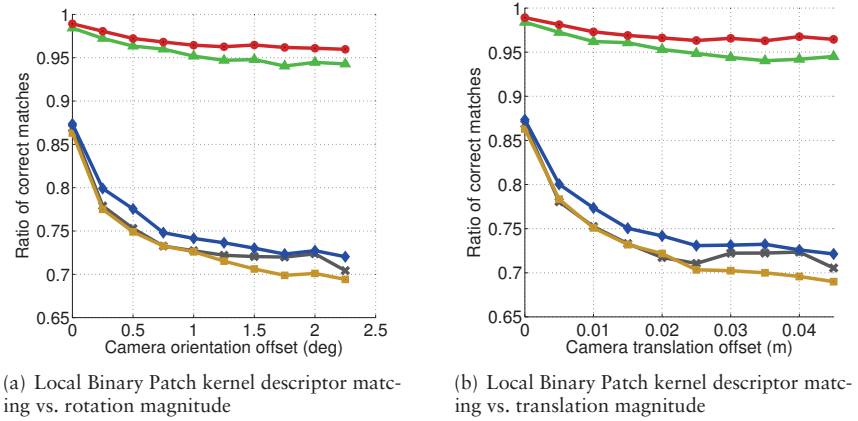 1
0.95
0.9
0.85
0.8
0.75
0.7
0.65
Ratio of correct matches
0 0.5 1 1.5 2 2.5
Camera orientation offset (deg)
(a) Local Binary Patch kernel descriptor matc-
ing vs. rotation magnitude
1
0.95
0.9
0.85
0.8
0.75
0.7
0.65
Ratio of correct matches
0 0.01 0.02 0.03 0.04
Camera translation offset (m)
(b) Local Binary Patch kernel descriptor matc-
ing vs. translation magnitude